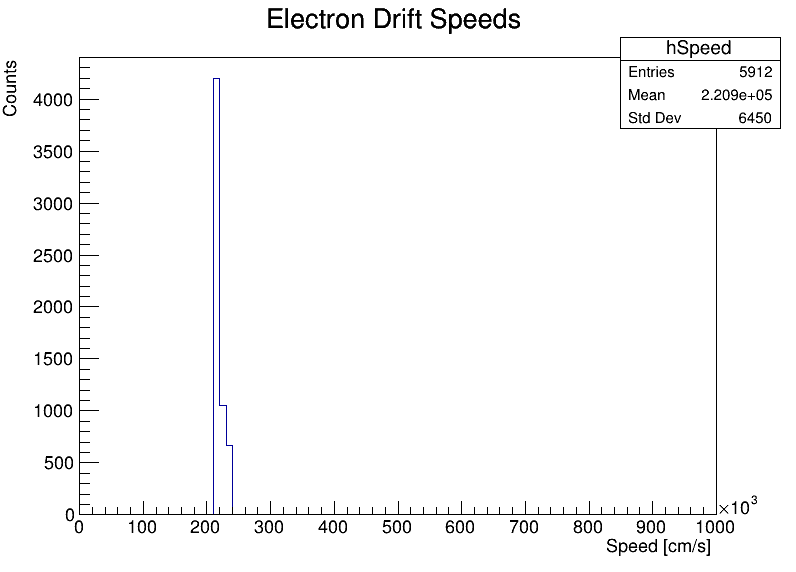 Electron Drift Speeds
hSpeed
Entries 5912
Mean 2.209e+05
Std Dev 6450
Counts
4000
3500
3000
2500
2000
1500
1000
500
0
0 100 200 300 400 500 600 700 800 900 1000
×10³
Speed [cm/s]